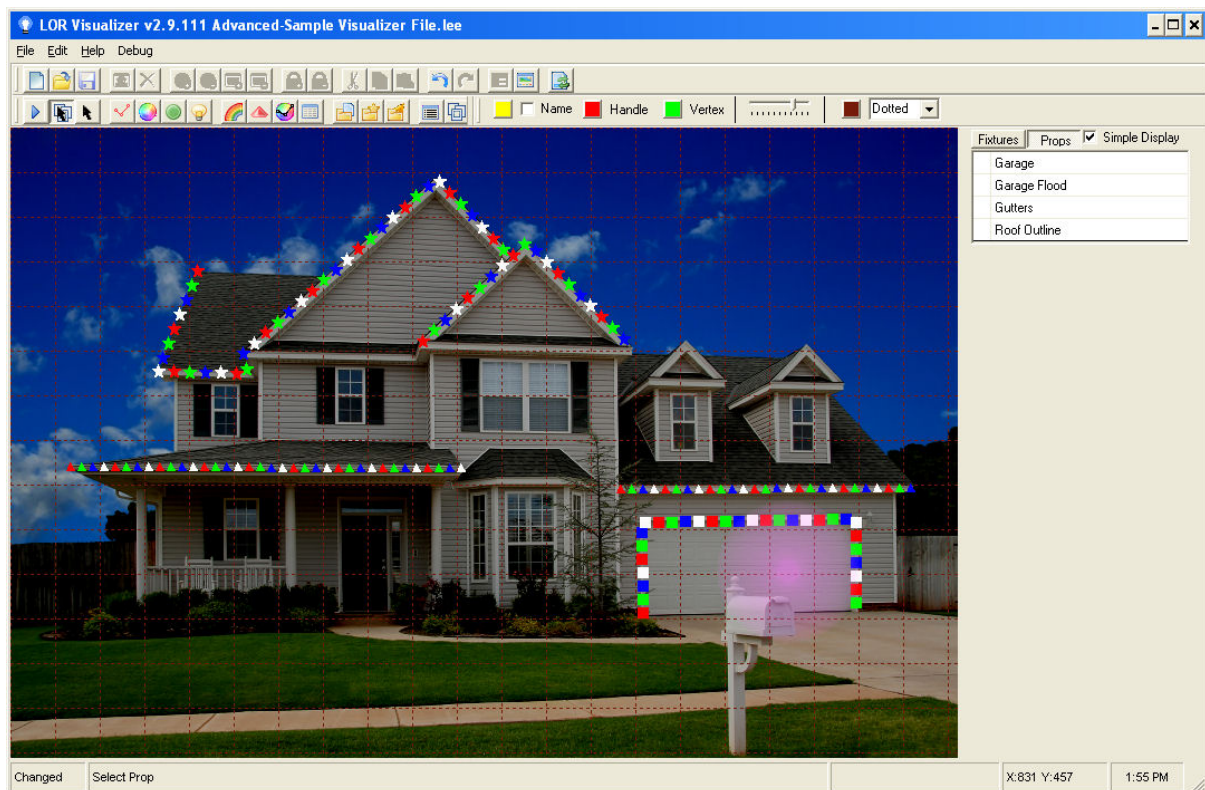 LOR Visualizer v2.9.111 Advanced-Sample Visualizer File.lee
File Edit Help Debug
Name Handle Vertex Dotted
Fixtures Props Simple Display
Garage
Garage Flood
Gutters
Roof Outline
Changed Select Prop X:831 Y:457 1:55 PM